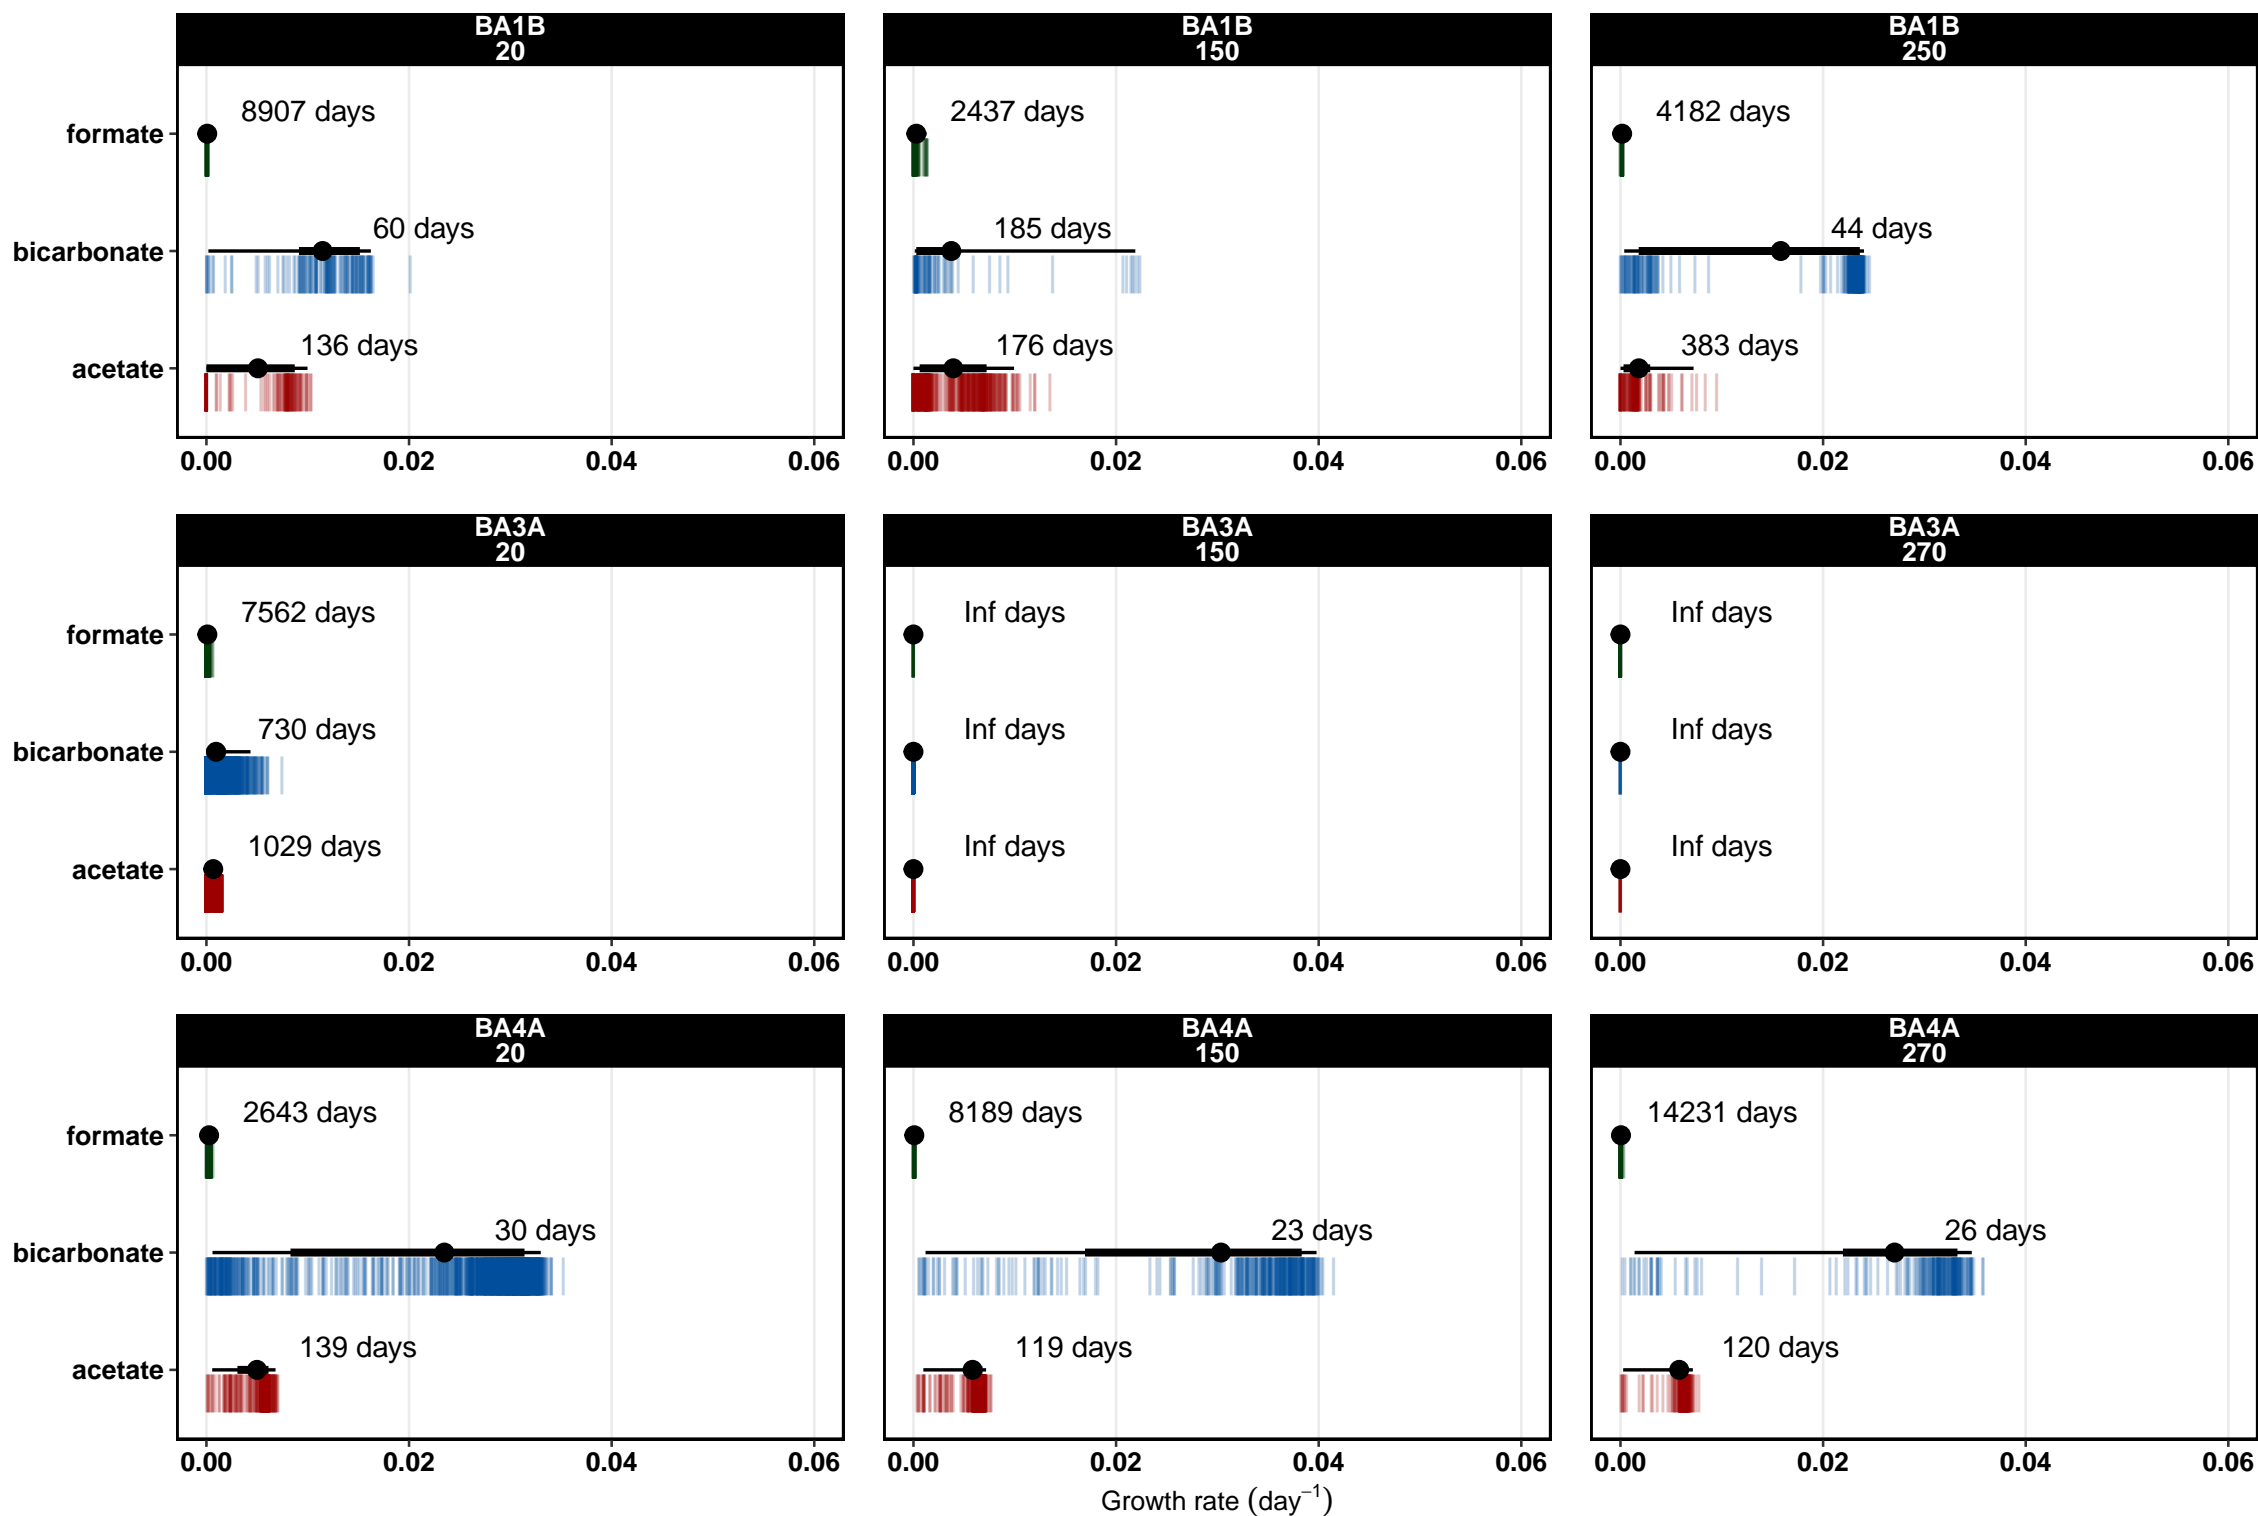 BA1B
20
BA1B
150
BA1B
250
formate
8907 days
2437 days
4182 days
bicarbonate
60 days
185 days
44 days
acetate
136 days
176 days
383 days
0.00 0.02 0.04 0.06
0.00 0.02 0.04 0.06
0.00 0.02 0.04 0.06
BA3A
20
BA3A
150
BA3A
270
formate
7562 days
Inf days
Inf days
bicarbonate
730 days
Inf days
Inf days
acetate
1029 days
Inf days
Inf days
0.00 0.02 0.04 0.06
0.00 0.02 0.04 0.06
0.00 0.02 0.04 0.06
BA4A
20
BA4A
150
BA4A
270
formate
2643 days
8189 days
14231 days
bicarbonate
30 days
23 days
26 days
acetate
139 days
119 days
120 days
0.00 0.02 0.04 0.06
0.00 0.02 0.04 0.06
0.00 0.02 0.04 0.06
Growth rate (day⁻¹)